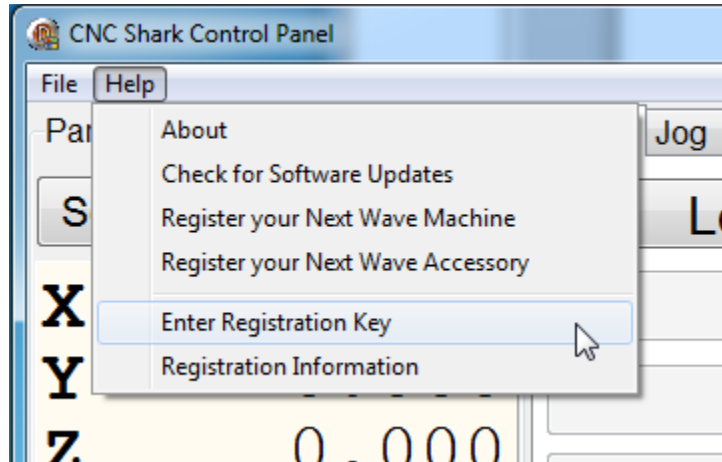 CNC Shark Control Panel
File Help
About
Check for Software Updates
Register your Next Wave Machine
Register your Next Wave Accessory
Enter Registration Key
Registration Information
Jog
X
Y
Z 0.000